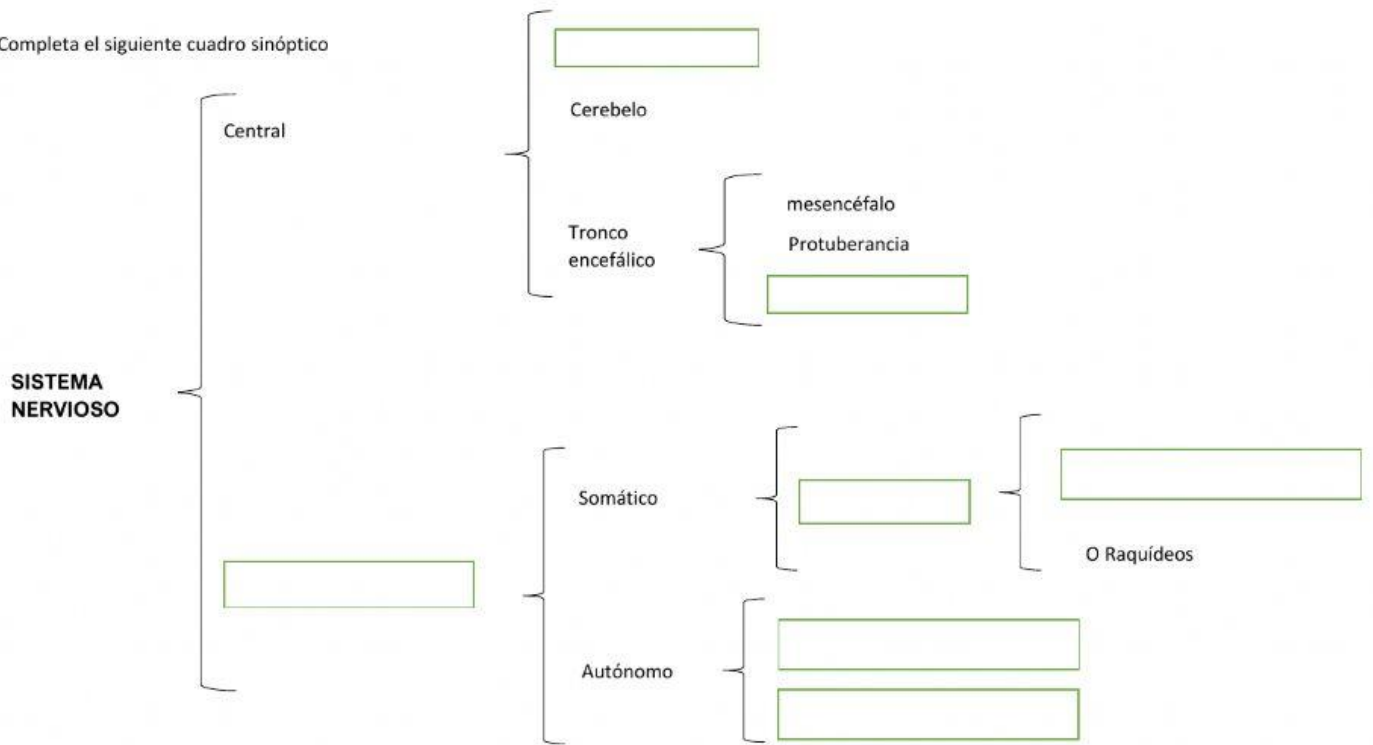 Completa el siguiente cuadro sinóptico
Central
Cerebelo
Tronco
encefálico
mesencéfalo
Protuberancia
SISTEMA
NERVIOSO
Somático
O Raquídeos
Autónomo